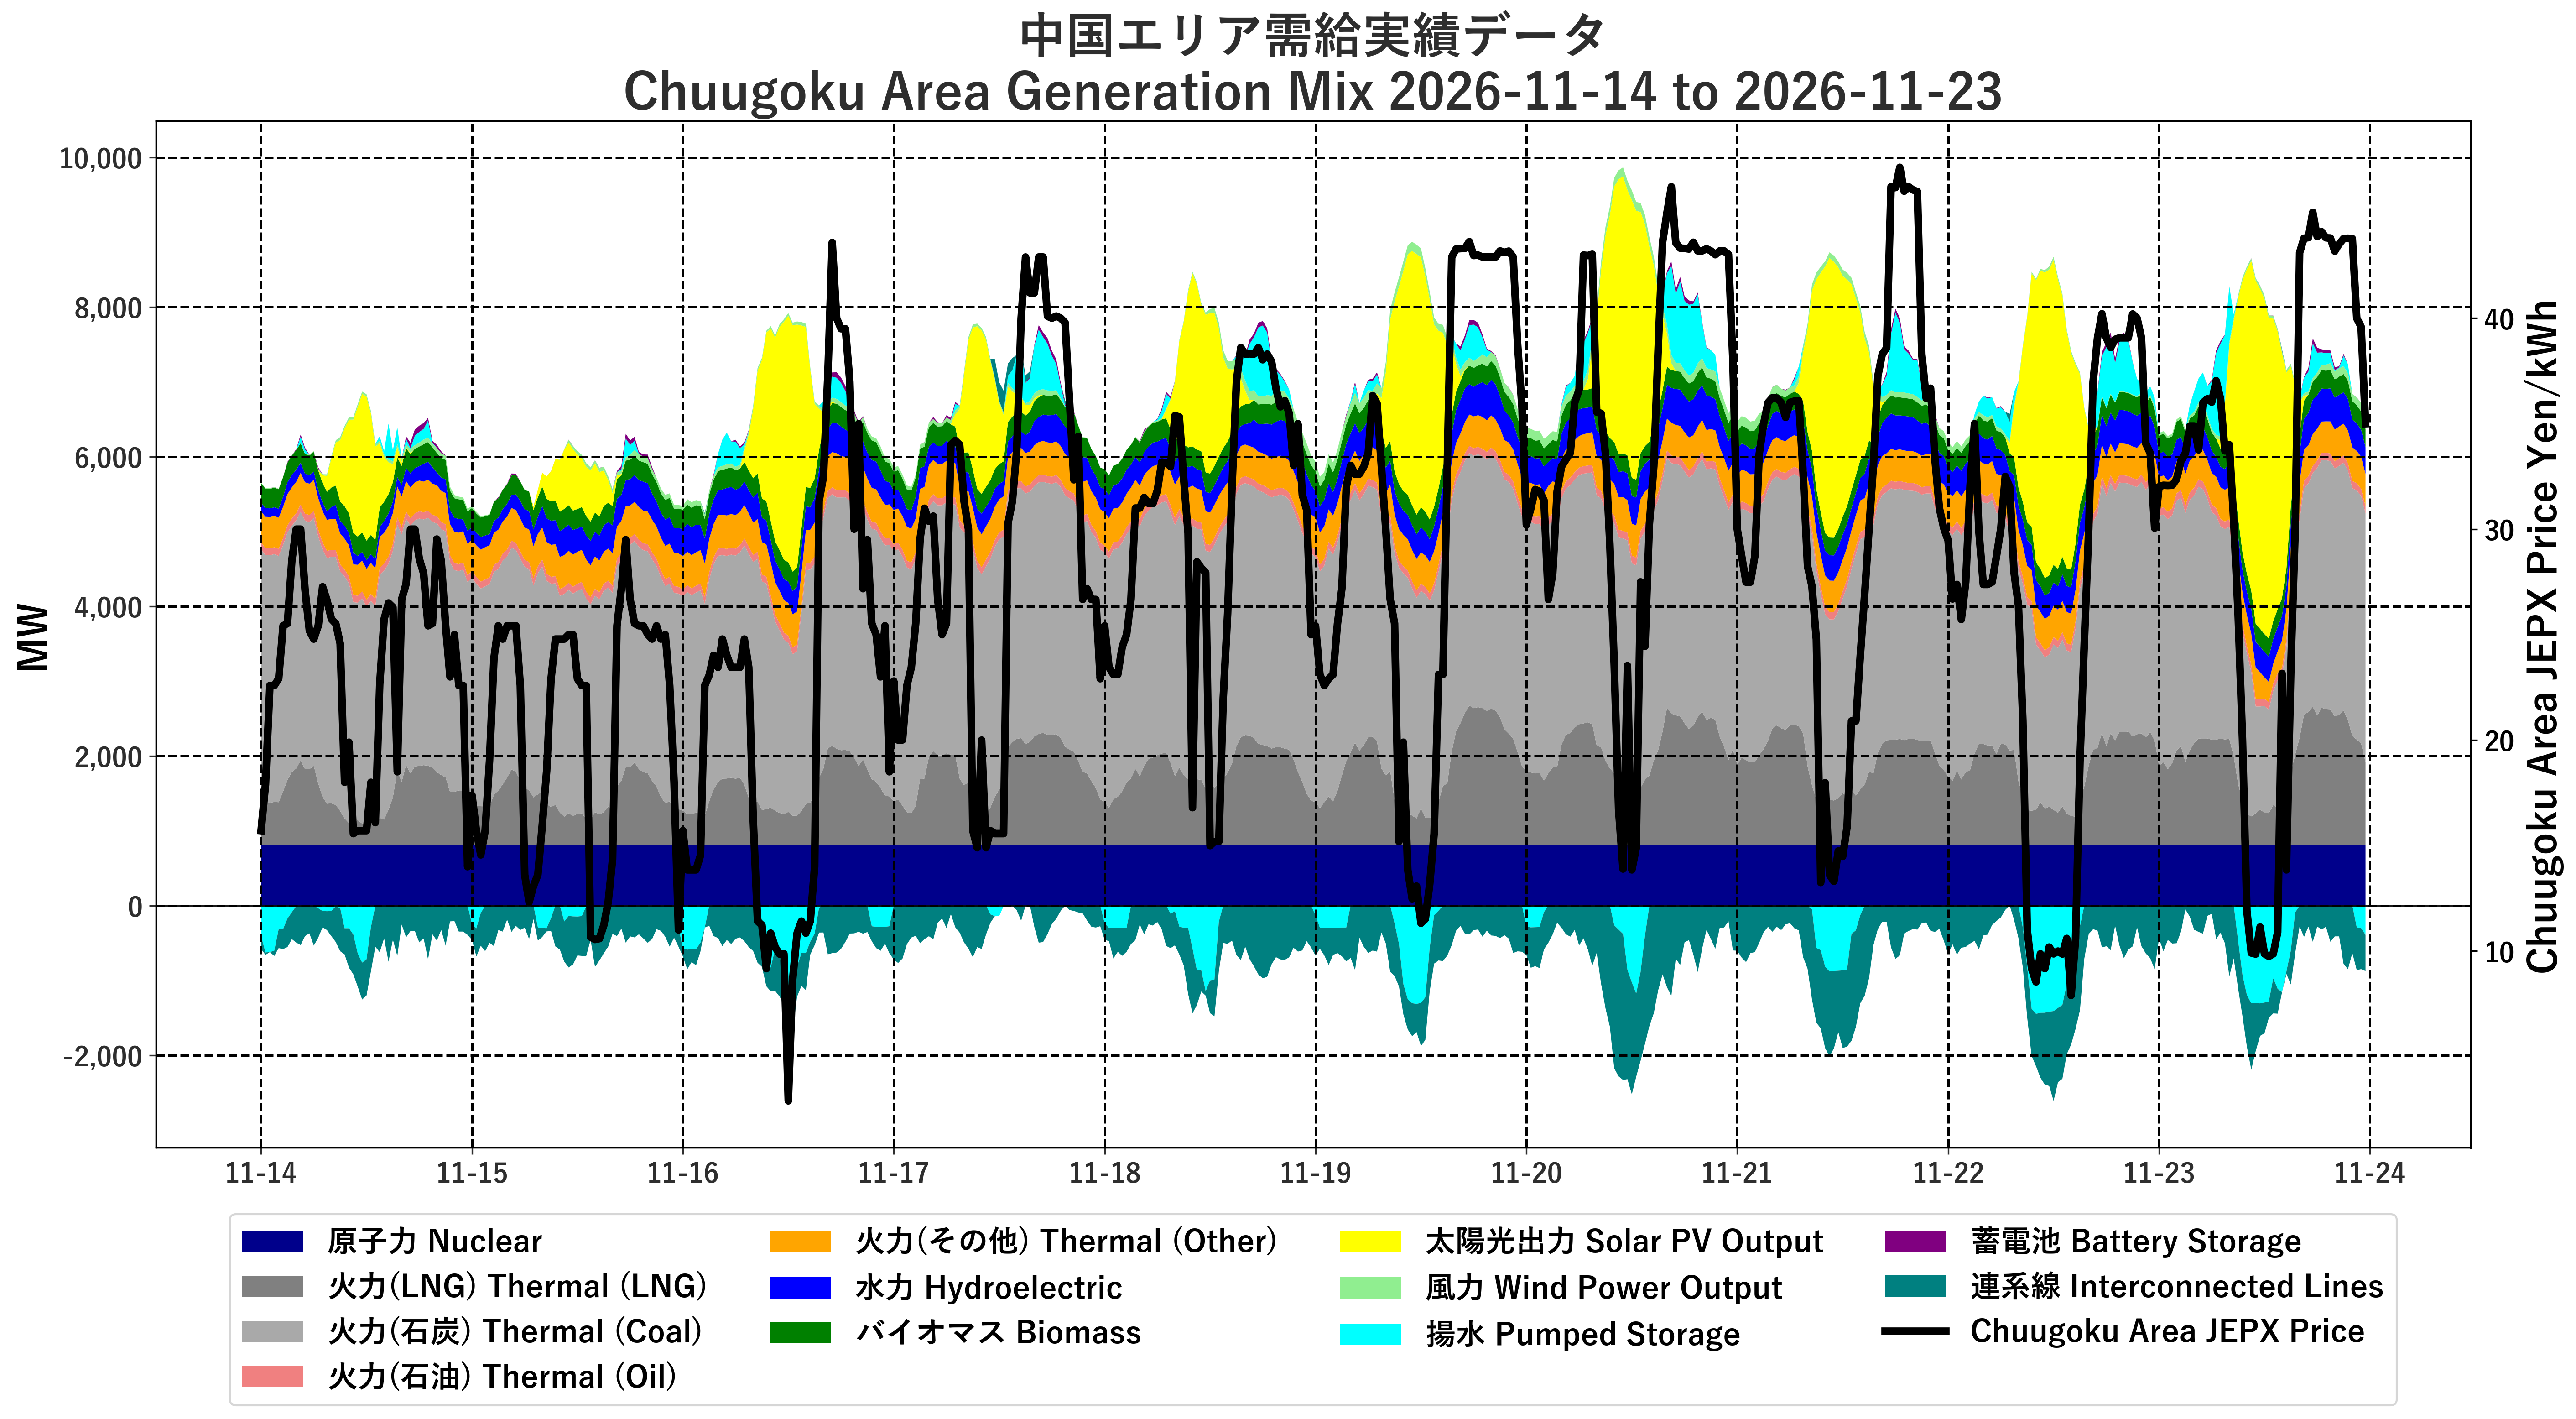 中国エリア需給実績データ
Chuugoku Area Generation Mix 2026-11-14 to 2026-11-23
10,000
8,000
6,000
4,000
2,000
0
-2,000
MW
40
30
20
10
Chuugoku Area JEPX Price Yen/kWh
11-14 11-15 11-16 11-17 11-18 11-19 11-20 11-21 11-22 11-23 11-24
原子力 Nuclear
火力(LNG) Thermal (LNG)
火力(石炭) Thermal (Coal)
火力(石油) Thermal (Oil)
火力(その他) Thermal (Other)
水力 Hydroelectric
バイオマス Biomass
太陽光出力 Solar PV Output
風力 Wind Power Output
揚水 Pumped Storage
蓄電池 Battery Storage
連系線 Interconnected Lines
Chuugoku Area JEPX Price